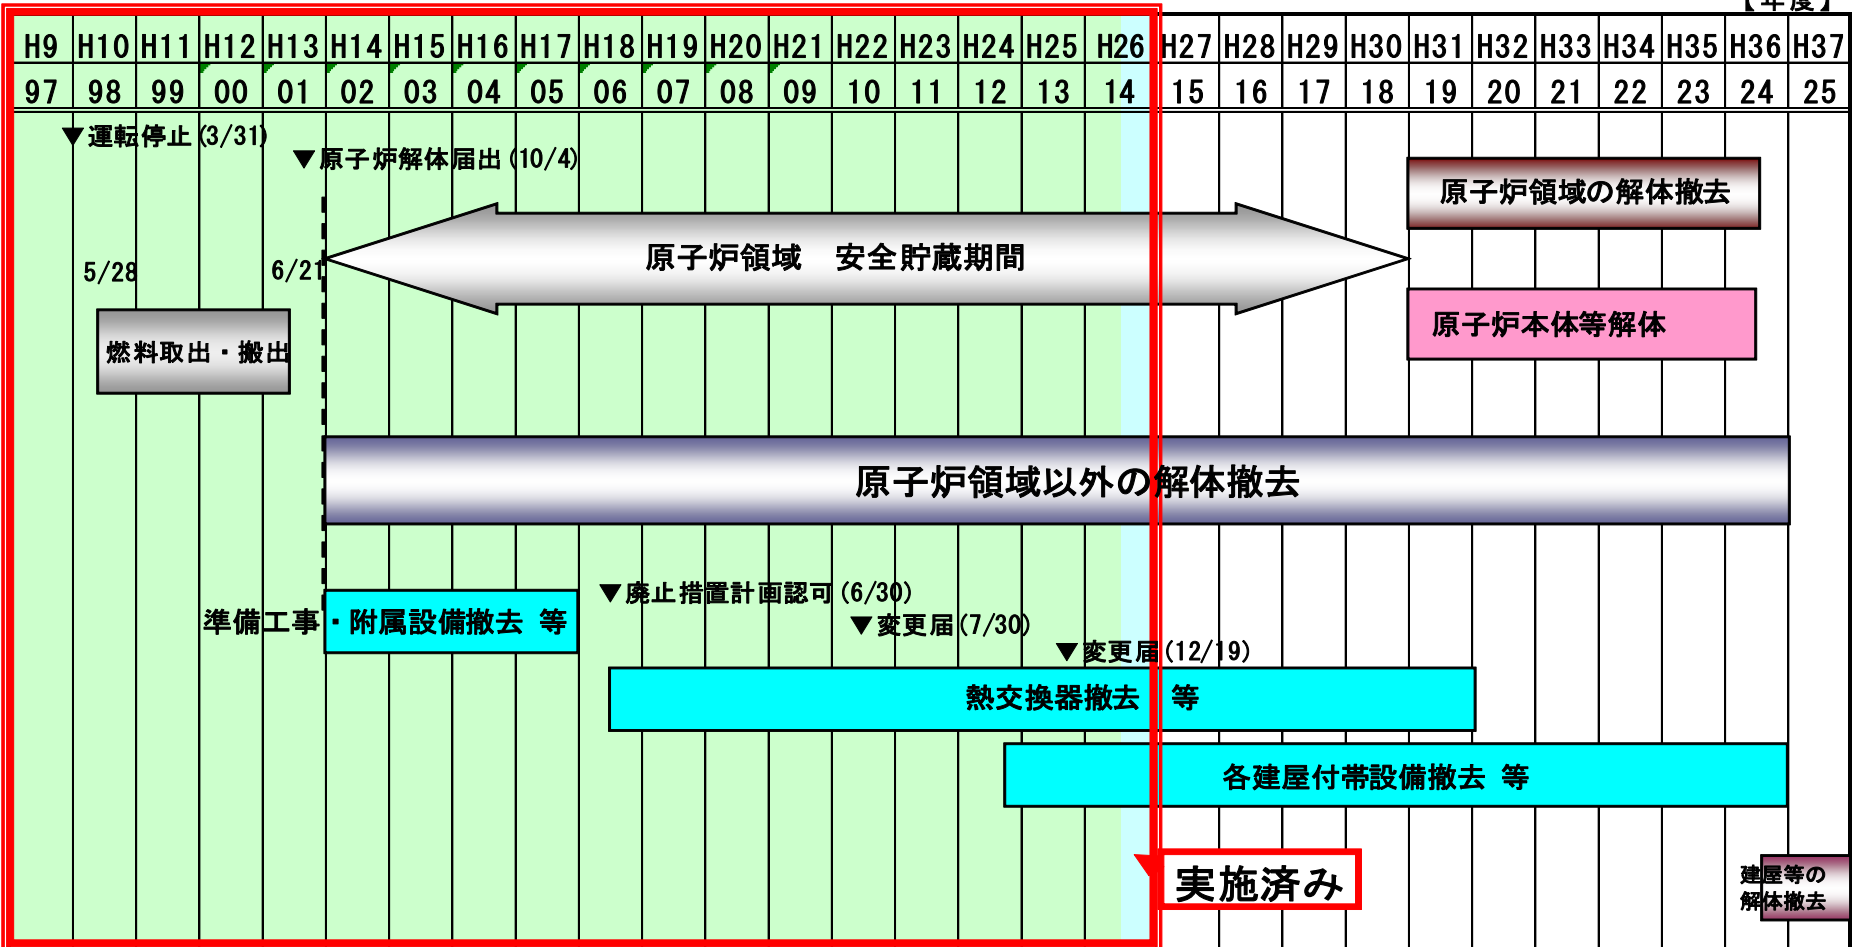 【年度】
H9 H10 H11 H12 H13 H14 H15 H16 H17 H18 H19 H20 H21 H22 H23 H24 H25 H26 H27 H28 H29 H30 H31 H32 H33 H34 H35 H36 H37
97 98 99 00 01 02 03 04 05 06 07 08 09 10 11 12 13 14 15 16 17 18 19 20 21 22 23 24 25
▼運転停止(3/31)
▼原子炉解体届出(10/4)
原子炉領域の解体撤去
原子炉領域 安全貯蔵期間
5/28
6/21
原子炉本体等解体
燃料取出・搬出
原子炉領域以外の解体撤去
▼廃止措置計画認可(6/30)
準備工事・附属設備撤去 等
▼変更届(7/30)
▼変更届(12/19)
熱交換器撤去 等
各建屋付帯設備撤去 等
実施済み
建屋等の
解体撤去